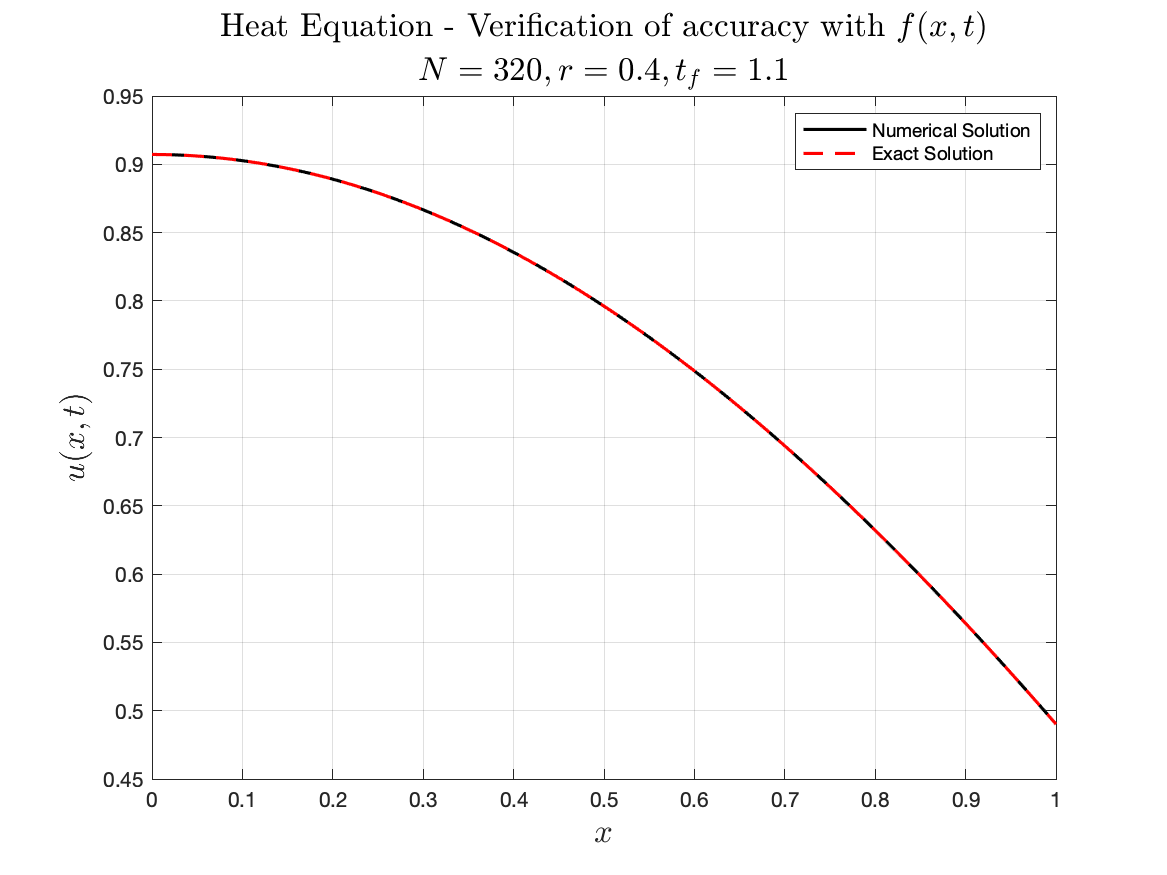 Heat Equation - Verification of accuracy with f(x, t)
N = 320, r = 0.4, t_f = 1.1
0.95
0.9
0.85
0.8
0.75
0.7
0.65
0.6
0.55
0.5
0.45
u(x, t)
Numerical Solution
Exact Solution
0 0.1 0.2 0.3 0.4 0.5 0.6 0.7 0.8 0.9 1
x